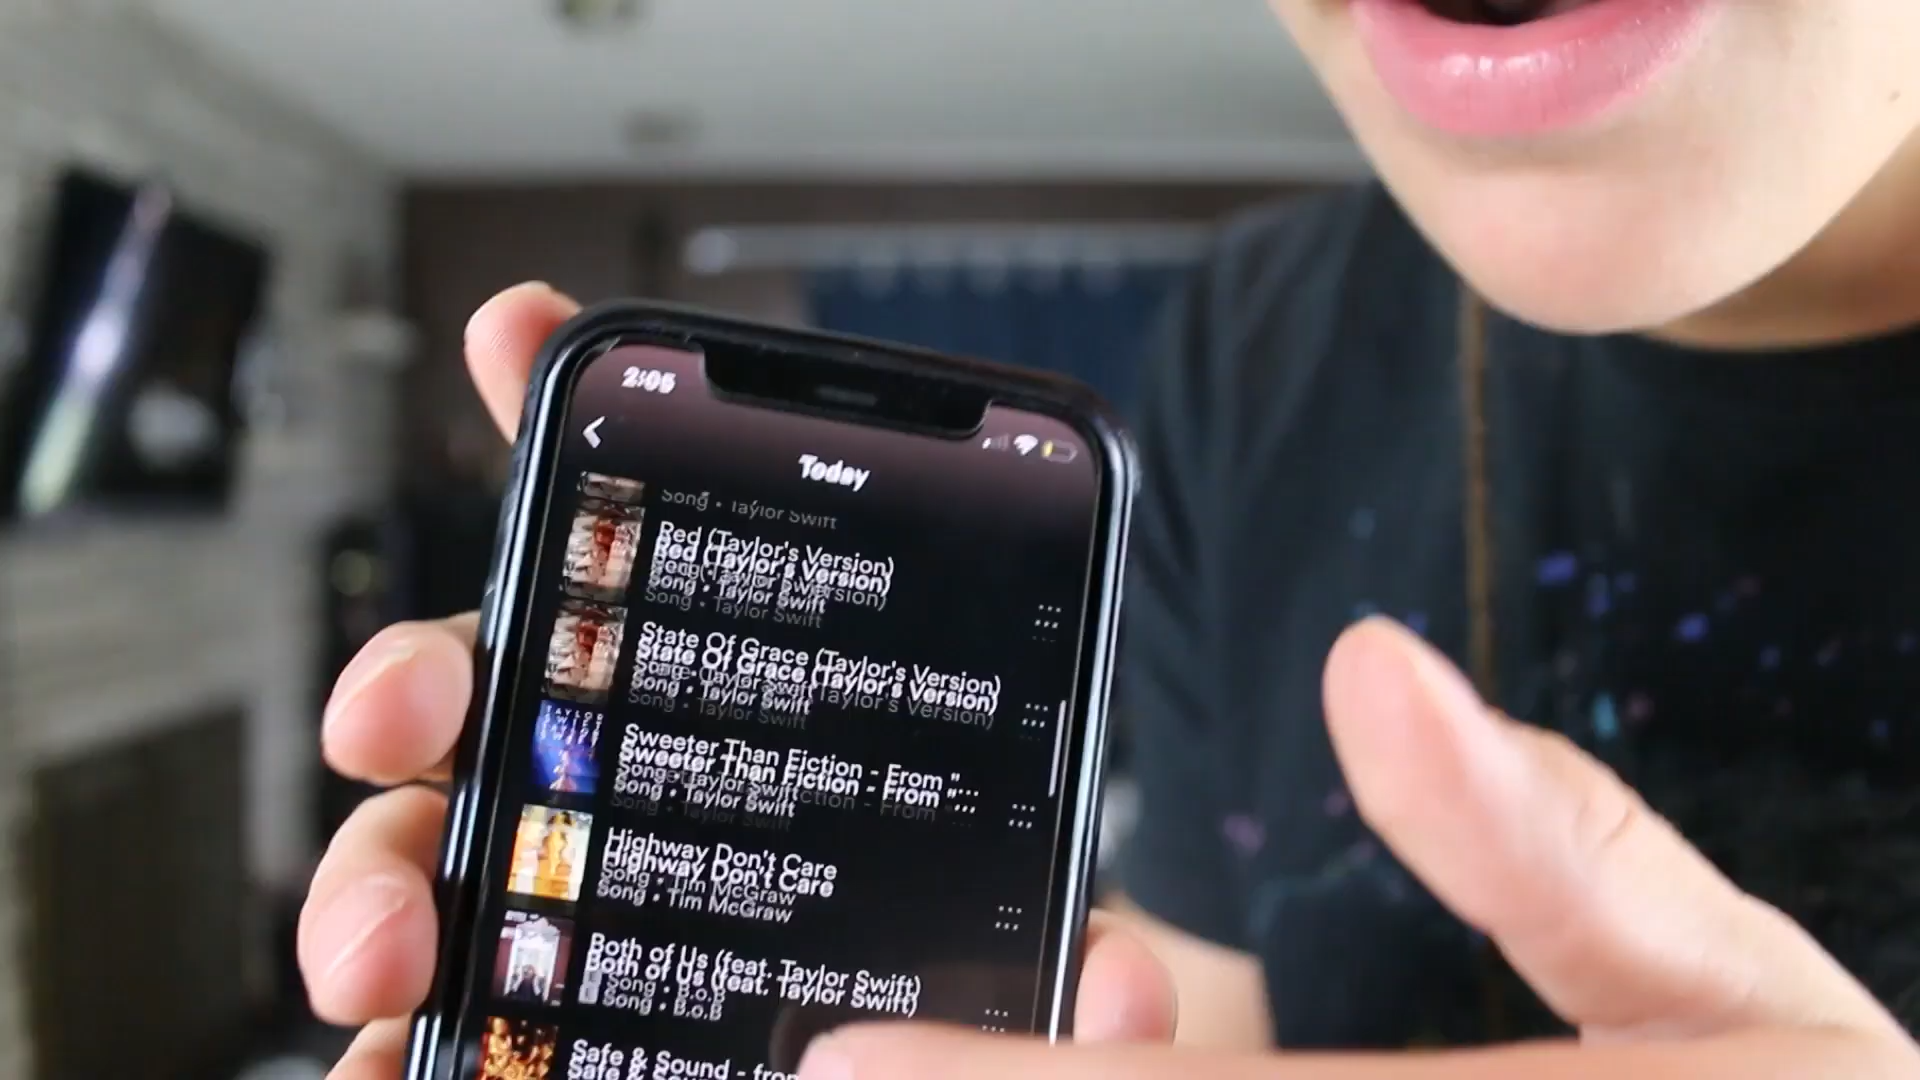 2:05
Today
Song • Taylor Swift
Red (Taylor's Version)
Song • Taylor Swift
State Of Grace (Taylor's Version)
Song • Taylor Swift
Sweeter Than Fiction - From "...
Song • Taylor Swift
Highway Don't Care
Song • Tim McGraw
Both of Us (feat. Taylor Swift)
Song • B.o.B
Safe & Sound - from